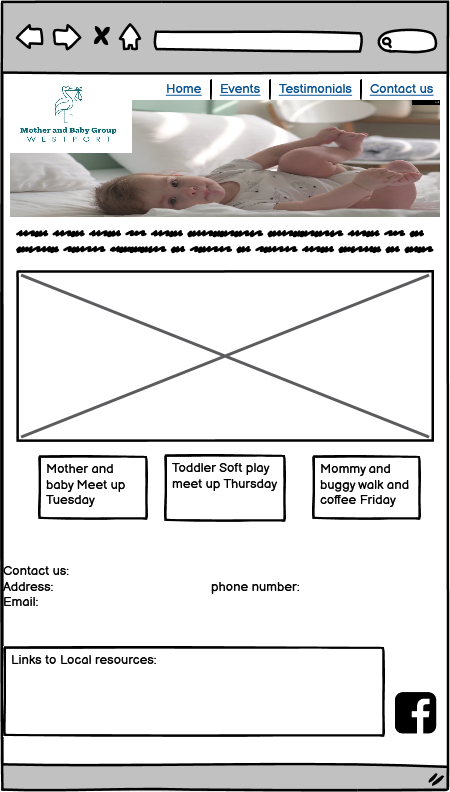 Home Events Testimonials Contact us
Mother and Baby Group
WESTPORT
Mother and
baby Meet up
Tuesday
Toddler Soft play
meet up Thursday
Mommy and
buggy walk and
coffee Friday
Contact us:
Address: phone number:
Email:
Links to Local resources: